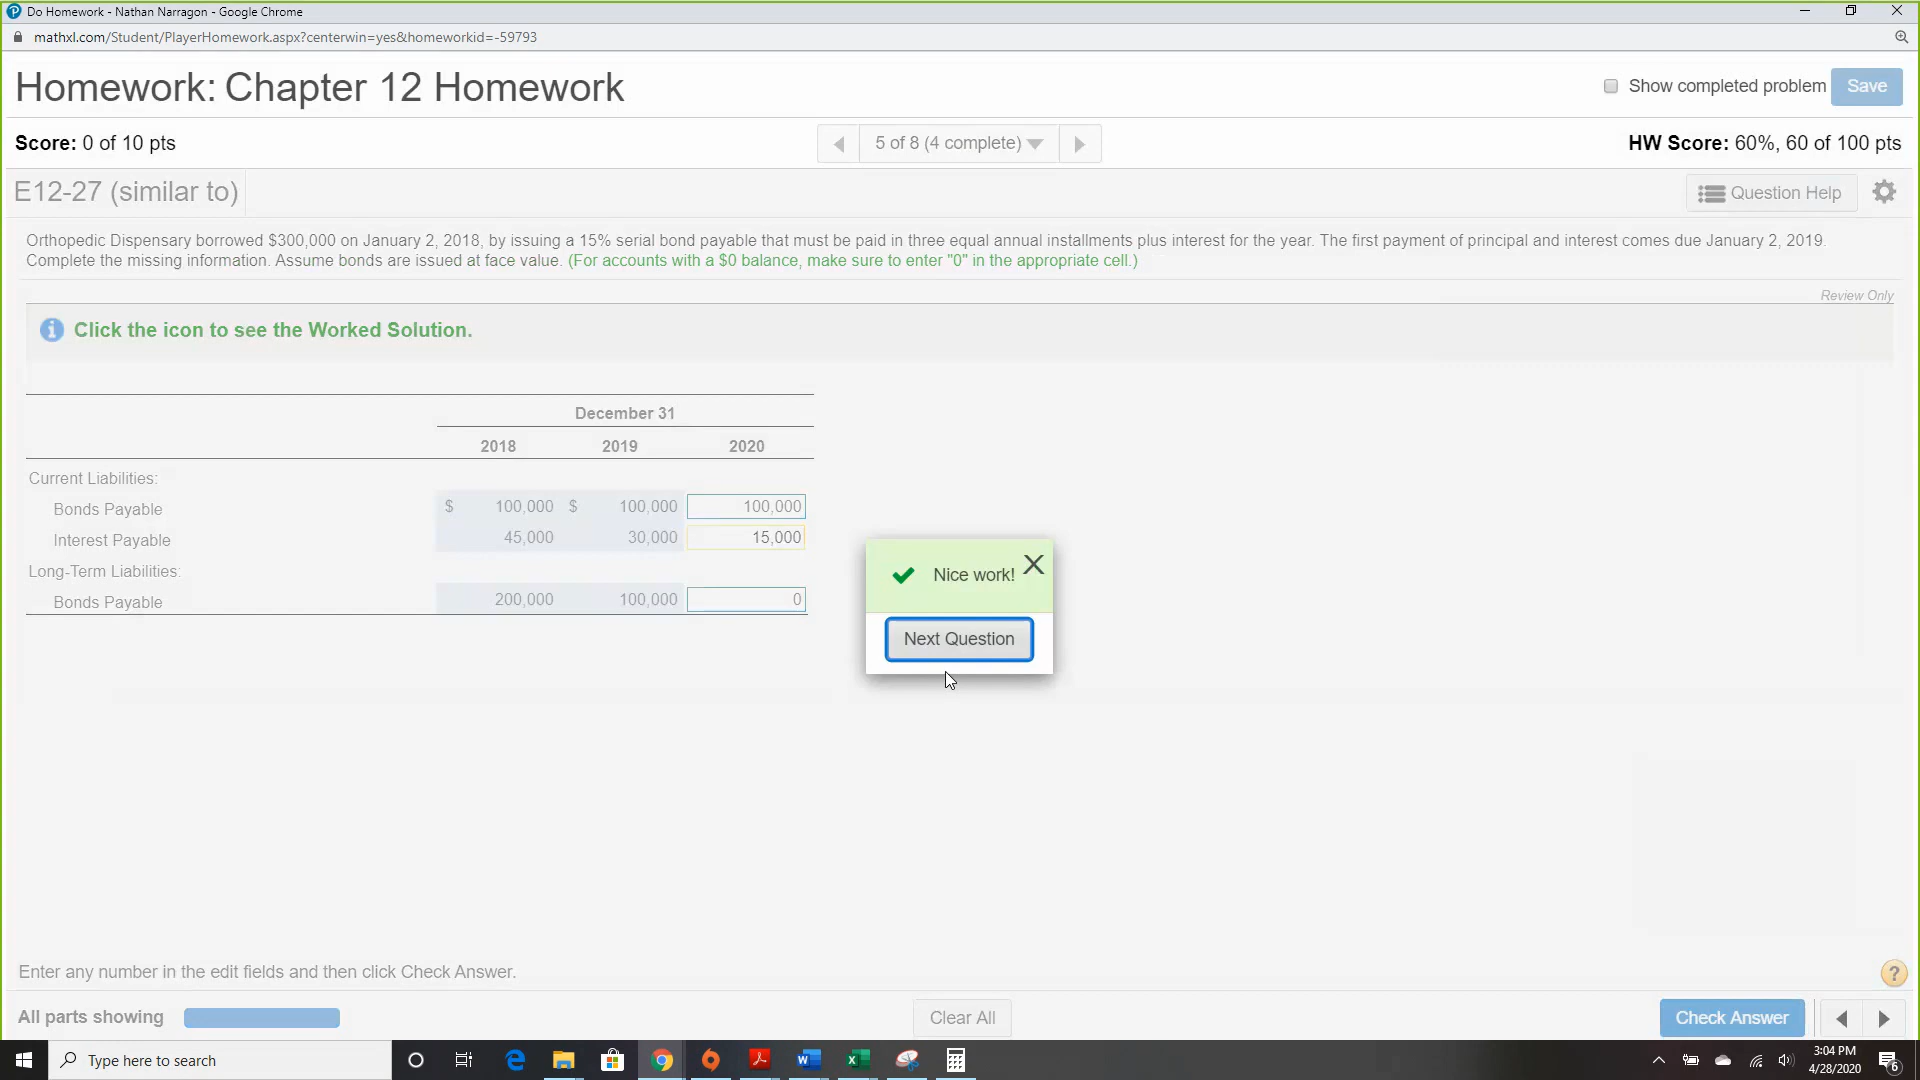 Do Homework - Nathan Narragon - Google Chrome
mathxl.com/Student/PlayerHomework.aspx?centerwin=yes&homeworkid=-59793
Homework: Chapter 12 Homework
Show completed problem
Save
Score: 0 of 10 pts
5 of 8 (4 complete)
HW Score: 60%, 60 of 100 pts
E12-27 (similar to)
Question Help
Orthopedic Dispensary borrowed $300,000 on January 2, 2018, by issuing a 15% serial bond payable that must be paid in three equal annual installments plus interest for the year. The first payment of principal and interest comes due January 2, 2019.
Complete the missing information. Assume bonds are issued at face value. (For accounts with a $0 balance, make sure to enter "0" in the appropriate cell.)
Review Only
Click the icon to see the Worked Solution.
December 31
2018 2019 2020
Current Liabilities:
Bonds Payable $ 100,000 $ 100,000 100,000
Interest Payable 45,000 30,000 15,000
Long-Term Liabilities:
Bonds Payable 200,000 100,000 0
Nice work!
Next Question
Enter any number in the edit fields and then click Check Answer.
?
All parts showing
Clear All
Check Answer
Type here to search
3:04 PM
4/28/2020
6